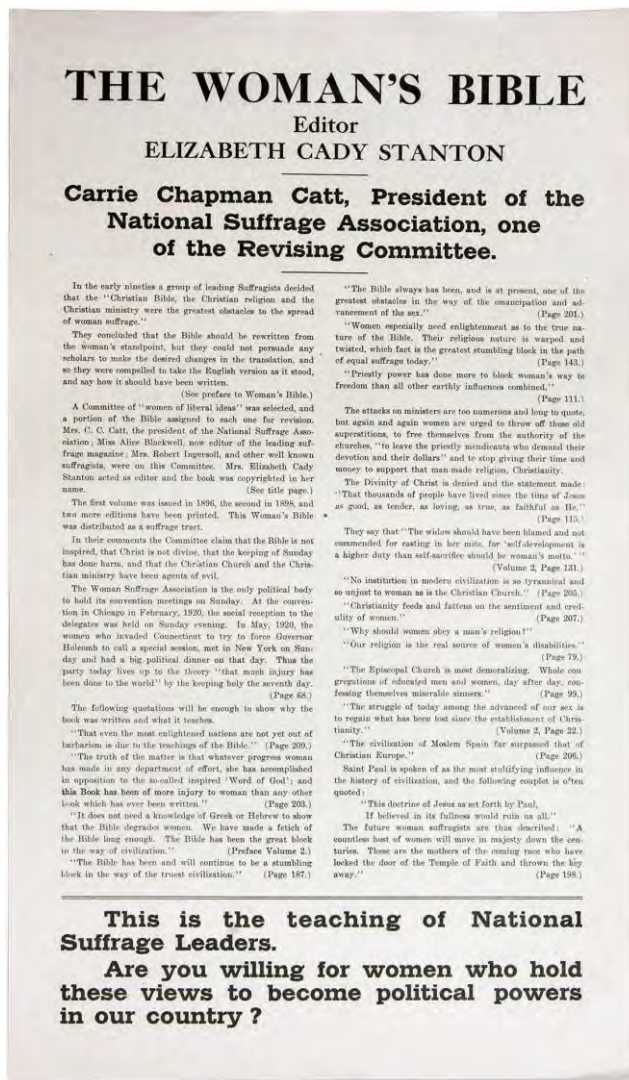 THE WOMAN'S BIBLE
Editor
ELIZABETH CADY STANTON
Carrie Chapman Catt, President of the
National Suffrage Association, one
of the Revising Committee.
In the early nineties a group of leading Suffragists decided
that the "Christian Bible, the Christian religion and the
Christian ministry were the greatest obstacles to the spread
of woman suffrage."
They concluded that the Bible should be rewritten from
the woman's standpoint, but they could not persuade any
scholars to make the desired changes in the translation, and
so they were compelled to take the English version as it stood,
and say how it should have been written.
(See preface to Woman's Bible.)
A Committee of "women of liberal ideas" was selected, and
a portion of the Bible assigned to each one for revision.
Mrs. C. C. Catt, the president of the National Suffrage Asso-
ciation; Miss Alice Blackwell, now editor of the leading suf-
frage magazine; Mrs. Robert Ingersoll, and other well known
suffragists, were on this Committee. Mrs. Elizabeth Cady
Stanton acted as editor and the book was copyrighted in her
name. (See title page.)
The first volume was issued in 1896, the second in 1898, and
two more editions have been printed. This Woman's Bible
was distributed as a suffrage tract.
In their comments the Committee claim that the Bible is not
inspired, that Christ is not divine, that the keeping of Sunday
has done harm, and that the Christian Church and the Chris-
tian ministry have been agents of evil.
The Woman Suffrage Association is the only political body
to hold its convention meetings on Sunday. At the conven-
tion in Chicago in February, 1920, the social reception to the
delegates was held on Sunday evening. In May, 1920, the
women who invaded Connecticut to try to force Governor
Holcomb to call a special session, met in New York on Sun-
day and had a big political dinner on that day. Thus the
party today lives up to the theory "that much injury has
been done to the world" by the keeping holy the seventh day.
(Page 68.)
The following quotations will be enough to show why the
book was written and what it teaches.
"That even the most enlightened nations are not yet out of
barbarism is due to the teachings of the Bible." (Page 209.)
"The truth of the matter is that whatever progress woman
has made in any department of effort, she has accomplished
in opposition to the so-called inspired 'Word of God'; and
this Book has been of more injury to woman than any other
book which has ever been written." (Page 203.)
"It does not need a knowledge of Greek or Hebrew to show
that the Bible degrades women. We have made a fetich of
the Bible long enough. The Bible has been the great block
in the way of civilization." (Preface Volume 2.)
"The Bible has been and will continue to be a stumbling
block in the way of the truest civilization." (Page 187.)
"The Bible always has been, and is at present, one of the
greatest obstacles in the way of the emancipation and ad-
vancement of the sex." (Page 201.)
"Women especially need enlightenment as to the true na-
ture of the Bible. Their religious nature is warped and
twisted, which fact is the greatest stumbling block in the path
of equal suffrage today." (Page 143.)
"Priestly power has done more to block woman's way to
freedom than all other earthly influences combined."
(Page 111.)
The attacks on ministers are too numerous and long to quote,
but again and again women are urged to throw off these old
superstitions, to free themselves from the authority of the
churches, "to leave the priestly mendicants who demand their
devotion and their dollars" and to stop giving their time and
money to support that man made religion, Christianity.
The Divinity of Christ is denied and the statement made:
"That thousands of people have lived since the time of Jesus
as good, as tender, as loving, as true, as faithful as He."
(Page 115.)
They say that "The widow should have been blamed and not
commended for casting in her mite, for 'self-development is
a higher duty than self-sacrifice should be woman's motto.'"
(Volume 2, Page 131.)
"No institution in modern civilization is so tyrannical and
so unjust to woman as is the Christian Church." (Page 205.)
"Christianity feeds and fattens on the sentiment and cred-
ulity of women." (Page 207.)
"Why should women obey a man's religion?"
"Our religion is the real source of women's disabilities."
(Page 79.)
"The Episcopal Church is most demoralizing. Whole con
gregations of educated men and women, day after day, con-
fessing themselves miserable sinners." (Page 99.)
"The struggle of today among the advanced of our sex is
to regain what has been lost since the establishment of Chris-
tianity." (Volume 2, Page 22.)
"The civilization of Moslem Spain far surpassed that of
Christian Europe." (Page 206.)
Saint Paul is spoken of as the most stultifying influence in
the history of civilization, and the following couplet is often
quoted:
"This doctrine of Jesus as set forth by Paul,
If believed in its fullness would ruin us all."
The future woman suffragists are thus described: "A
countless host of women will move in majesty down the cen-
turies. These are the mothers of the coming race who have
locked the door of the Temple of Faith and thrown the key
away." (Page 198.)
This is the teaching of National
Suffrage Leaders.
Are you willing for women who hold
these views to become political powers
in our country?